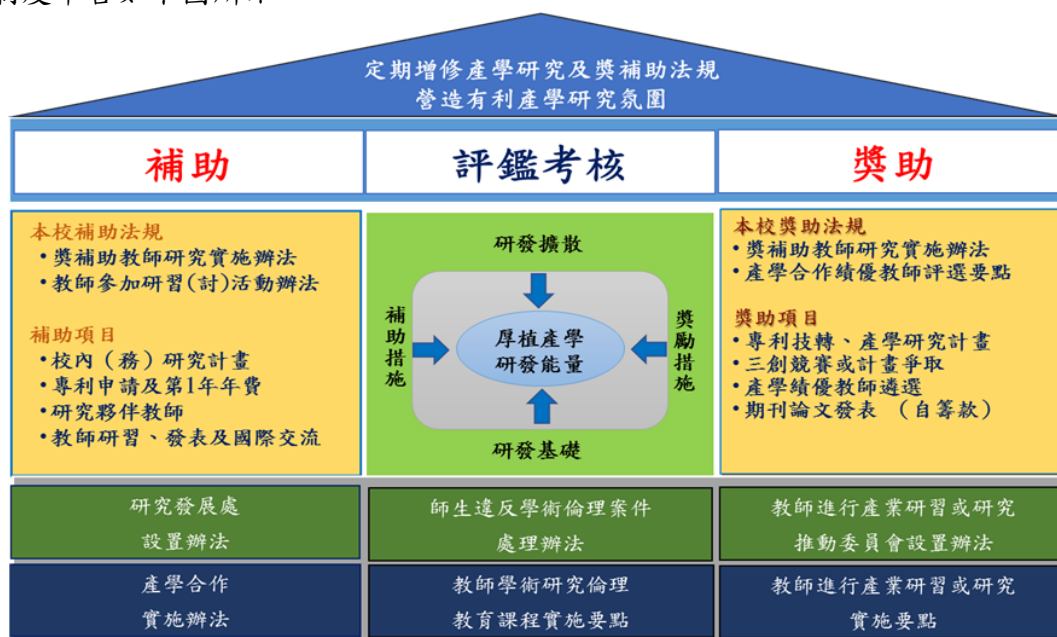 定期增修產學研究及獎補助法規
營造有利產學研究氛圍
補助
評鑑考核
獎助
本校補助法規
•獎補助教師研究實施辦法
•教師參加研習(討)活動辦法
補助項目
•校內（務）研究計畫
•專利申請及第1年年費
•研究夥伴教師
•教師研習、發表及國際交流
研發擴散
補助措施
厚植產學
研發能量
獎勵措施
研發基礎
本校獎助法規
•獎補助教師研究實施辦法
•產學合作績優教師評選要點
獎助項目
•專利技轉、產學研究計畫
•三創競賽或計畫爭取
•產學績優教師遴選
•期刊論文發表 （自籌款）
研究發展處
設置辦法
師生違反學術倫理案件
處理辦法
教師進行產業研習或研究
推動委員會設置辦法
產學合作
實施辦法
教師學術研究倫理
教育課程實施要點
教師進行產業研習或研究
實施要點